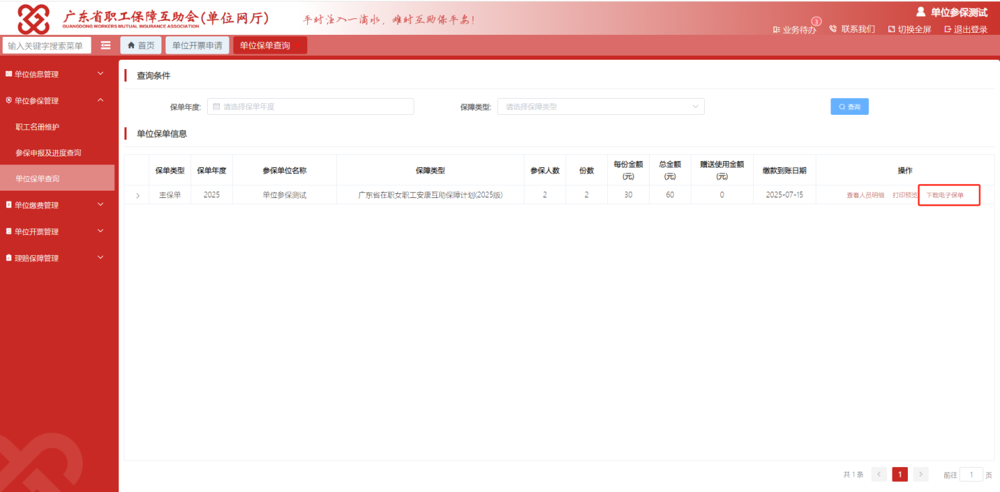 广东省职工保障互助会(单位网厅)
GUANGDONG WORKERS MUTUAL INSURANCE ASSOCIATION
平时注入一滴水，难时互助保平安！
单位参保测试
业务待办 3 联系我们 切换全屏 退出登录
输入关键字搜索菜单 首页 单位开票申请 单位保单查询
单位信息管理
单位参保管理
职工名册维护
参保申报及进度查询
单位保单查询
单位缴费管理
单位开票管理
理赔保障管理
查询条件
保单年度: 请选择保单年度 保障类型: 请选择保障类型 查询
单位保单信息
保单类型 保单年度 参保单位名称 保障类型 参保人数 份数 每份金额(元) 总金额(元) 赠送使用金额(元) 缴款到账日期 操作
主保单 2025 单位参保测试 广东省在职女职工安康互助保障计划(2025版) 2 2 30 60 0 2025-07-15 查看人员明细 打印预览 下载电子保单
共 1 条 < 1 > 前往 1 页